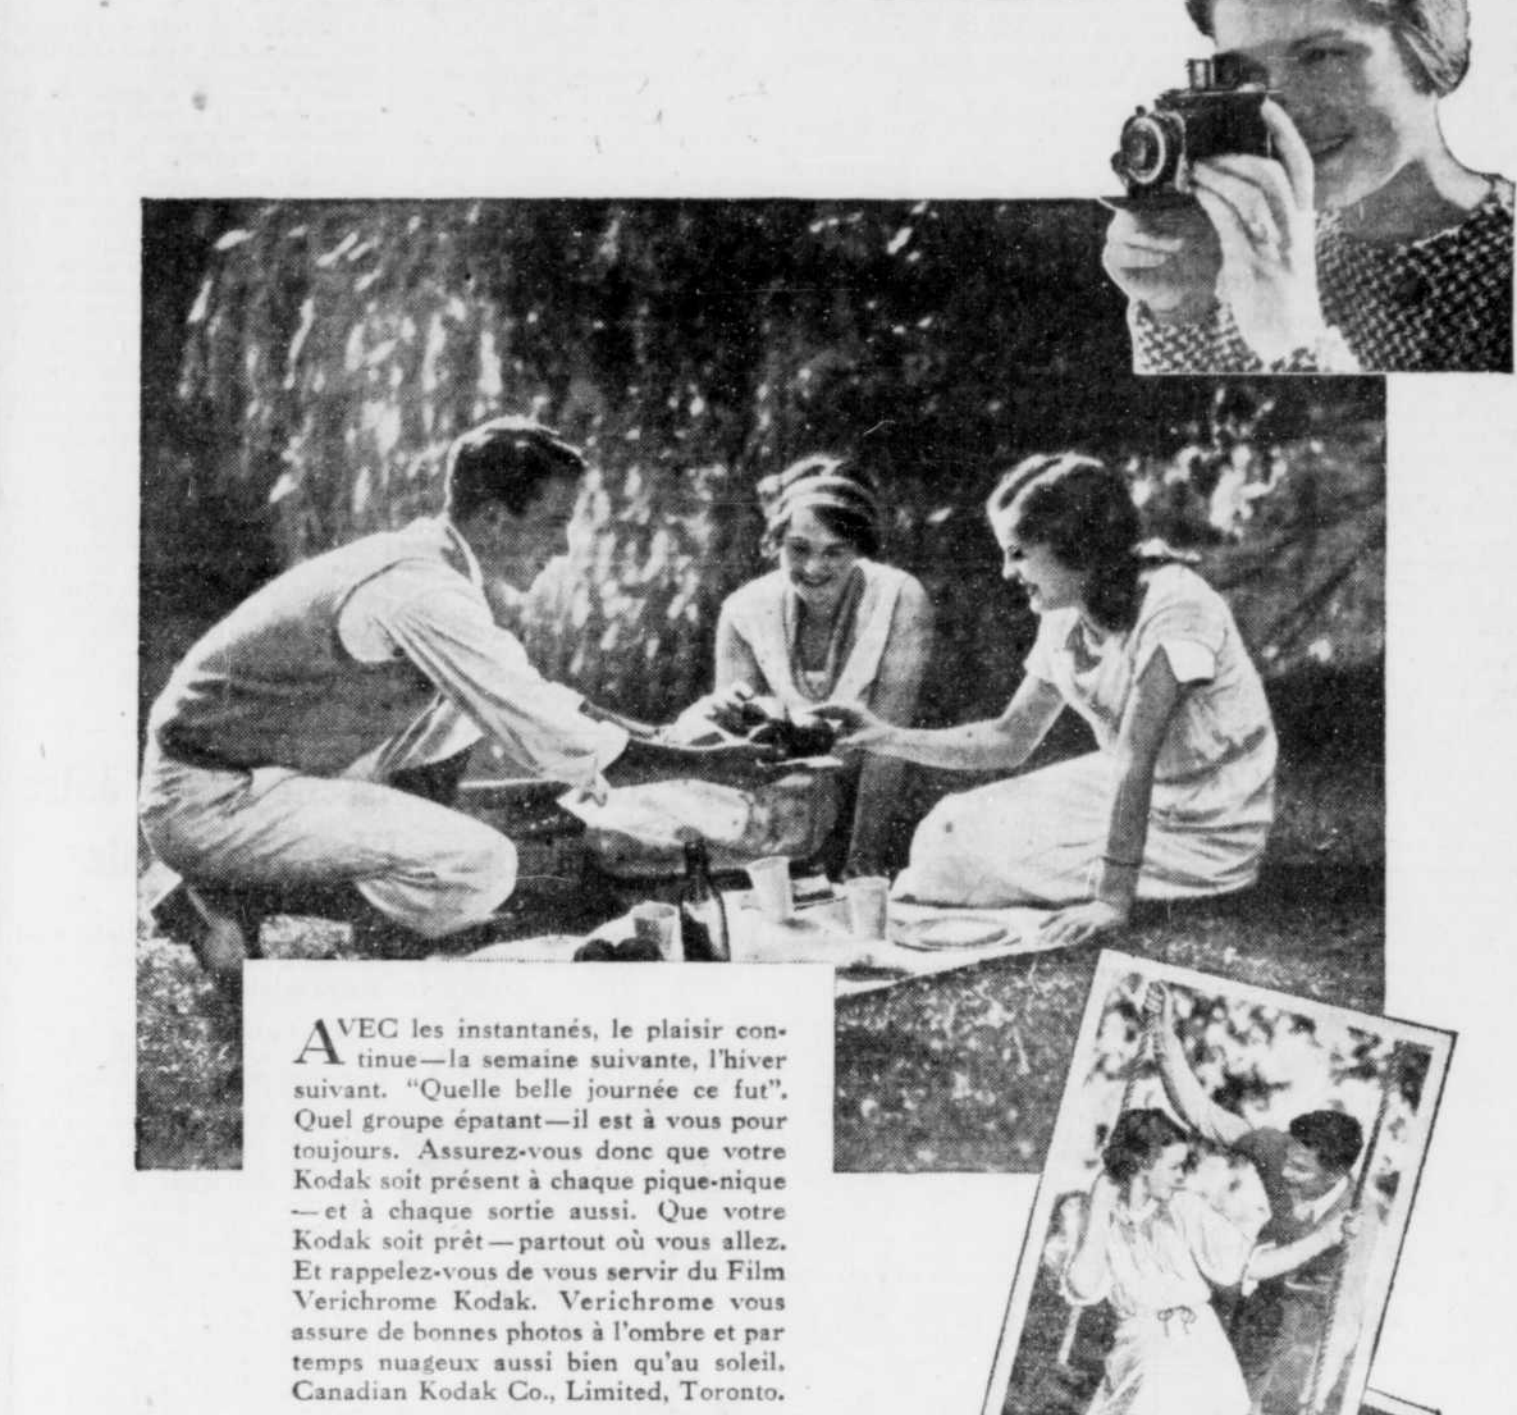 AVEC les instantanés, le plaisir con-
tinue—la semaine suivante, l'hiver
suivant. “Quelle belle journée ce fut”.
Quel groupe épatant—il est à vous pour
toujours. Assurez-vous donc que votre
Kodak soit présent à chaque pique-nique
—et à chaque sortie aussi. Que votre
Kodak soit prêt—partout où vous allez.
Et rappelez-vous de vous servir du Film
Verichrome Kodak. Verichrome vous
assure de bonnes photos à l'ombre et par
temps nuageux aussi bien qu'au soleil.
Canadian Kodak Co., Limited, Toronto.